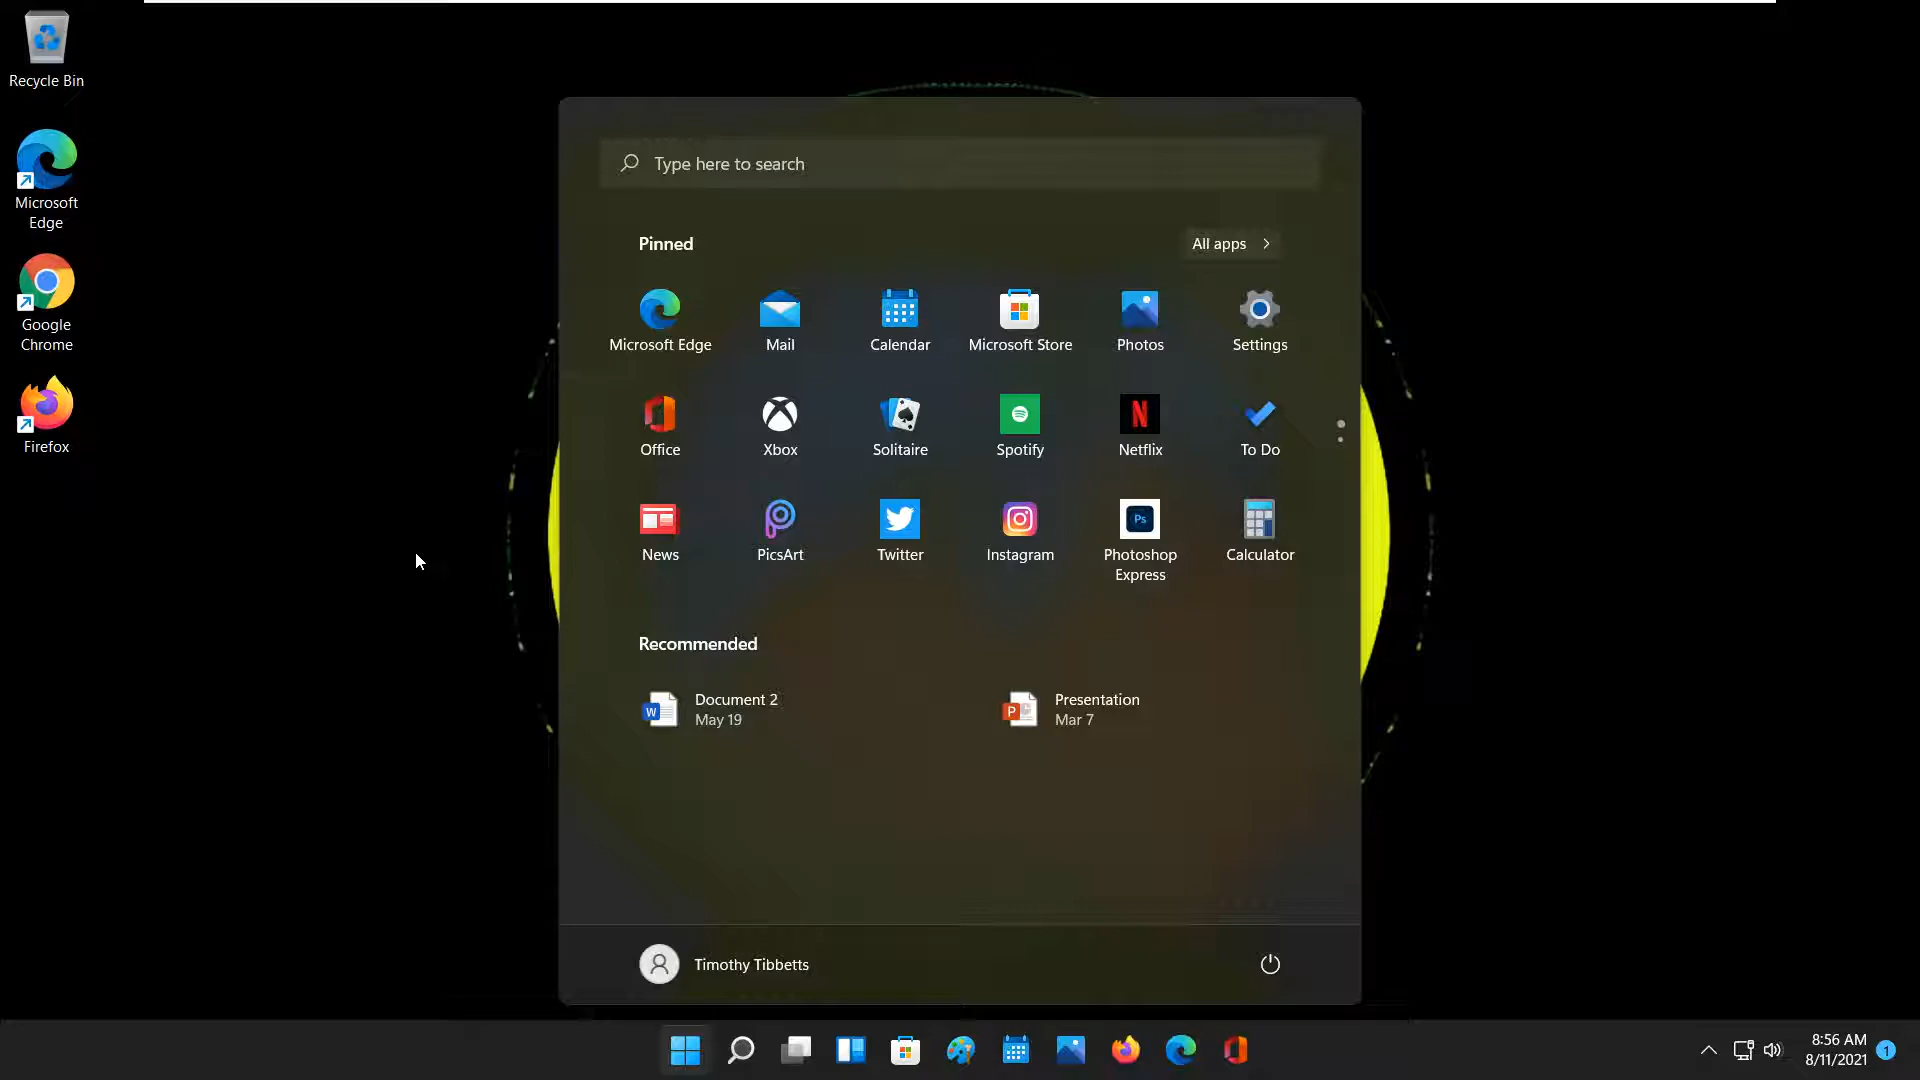 Recycle Bin
Microsoft
Edge
Google
Chrome
Firefox
Type here to search
Pinned
All apps
Microsoft Edge
Mail
Calendar
Microsoft Store
Photos
Settings
Office
Xbox
Solitaire
Spotify
N
Netflix
To Do
News
PicsArt
Twitter
Instagram
Ps
Photoshop
Express
Calculator
Recommended
W
Document 2
May 19
P
Presentation
Mar 7
Timothy Tibbetts
8:56 AM
8/11/2021
1